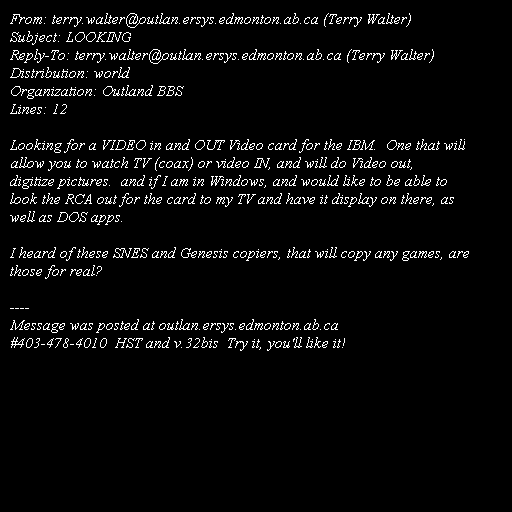 From: terry.walter@outlan.ersys.edmonton.ab.ca (Terry Walter)
Subject: LOOKING
Reply-To: terry.walter@outlan.ersys.edmonton.ab.ca (Terry Walter)
Distribution: world
Organization: Outland BBS
Lines: 12

Looking for a VIDEO in and OUT Video card for the IBM.  One that will
allow you to watch TV (coax) or video IN, and will do Video out,
digitize pictures.  and if I am in Windows, and would like to be able to
look the RCA out for the card to my TV and have it display on there, as
well as DOS apps.

I heard of these SNES and Genesis copiers, that will copy any games, are
those for real?

----
Message was posted at outlan.ersys.edmonton.ab.ca
#403-478-4010  HST and v.32bis  Try it, you'll like it!